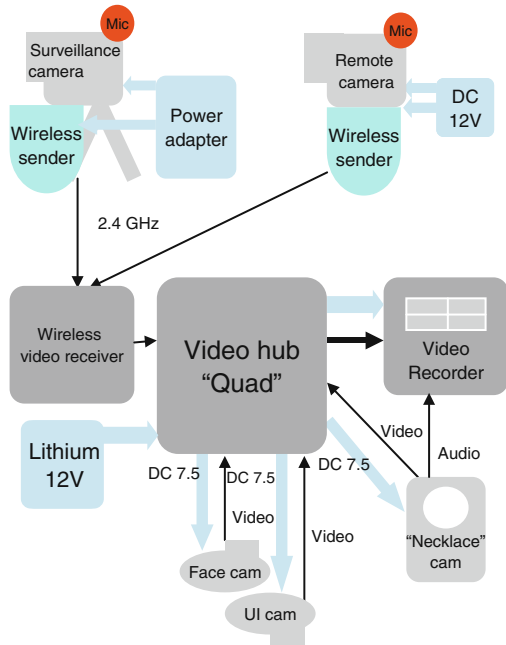 Mic
Surveillance
camera
Mic
Remote
camera
Power
adapter
DC
12V
Wireless
sender
Wireless
sender
2.4 GHz
Wireless
video receiver
Video hub
“Quad”
Video
Recorder
Lithium
12V
DC 7.5
DC 7.5
DC 7.5
Video
Audio
Video
Video
Face cam
UI cam
“Necklace”
cam